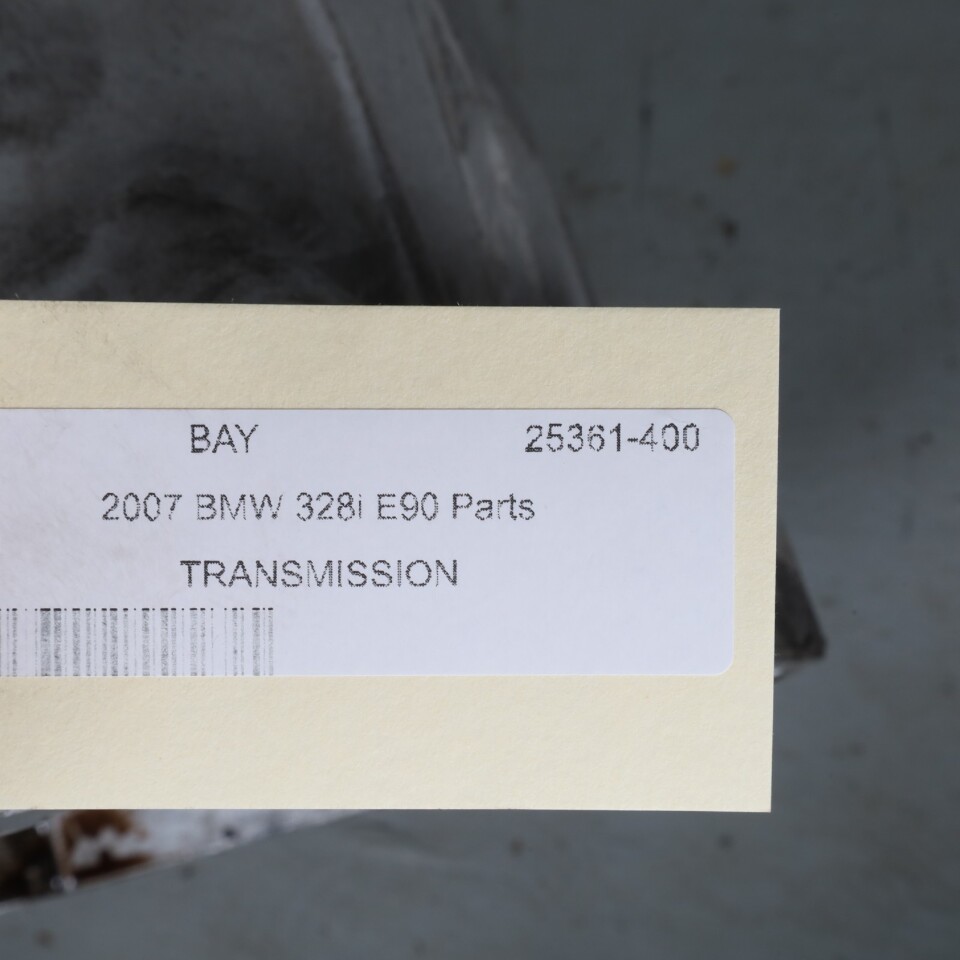 BAY 25361-400
2007 BMW 328i E90 Parts
TRANSMISSION